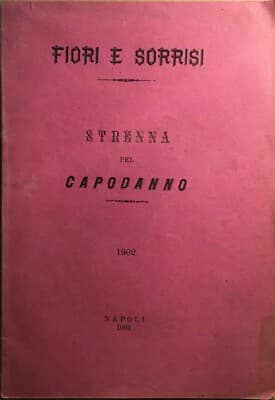 FIORI E SORRISI
STRENNA
PEL
CAPODANNO
1902
NAPOLI
1901